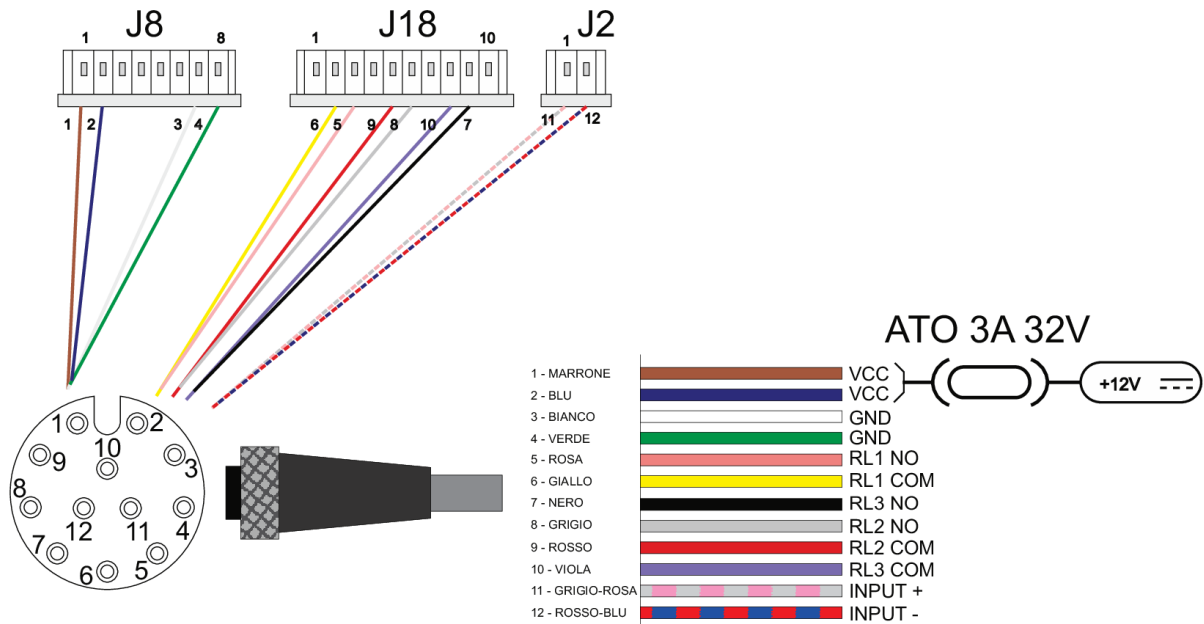 J8 J18 J2
1 8 1 10 1
1 2 3 4 6 5 9 8 10 7 11 12
ATO 3A 32V
+12V
1 - MARRONE VCC
2 - BLU VCC
3 - BIANCO GND
4 - VERDE GND
5 - ROSA RL1 NO
6 - GIALLO RL1 COM
7 - NERO RL3 NO
8 - GRIGIO RL2 NO
9 - ROSSO RL2 COM
10 - VIOLA RL3 COM
11 - GRIGIO-ROSA INPUT +
12 - ROSSO-BLU INPUT -
1 2
10
9 3
8 4
12 11
7 5
6